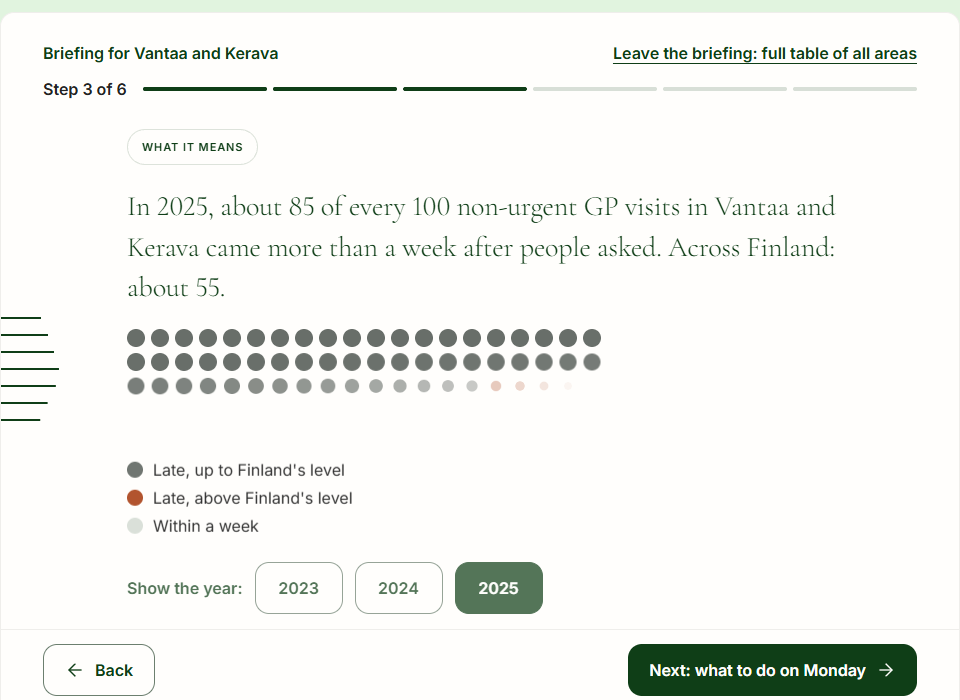 Briefing for Vantaa and Kerava
Leave the briefing: full table of all areas
Step 3 of 6
WHAT IT MEANS
In 2025, about 85 of every 100 non-urgent GP visits in Vantaa and
Kerava came more than a week after people asked. Across Finland:
about 55.
Late, up to Finland's level
Late, above Finland's level
Within a week
Show the year:
2023
2024
2025
Back
Next: what to do on Monday